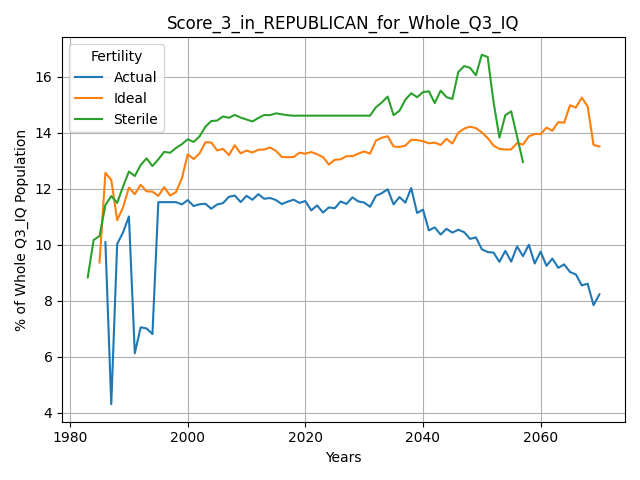 Score_3_in_REPUBLICAN_for_Whole_Q3_IQ
Fertility
Actual
Ideal
Sterile
% of Whole Q3_IQ Population
16
14
12
10
8
6
4
1980
2000
2020
2040
2060
Years